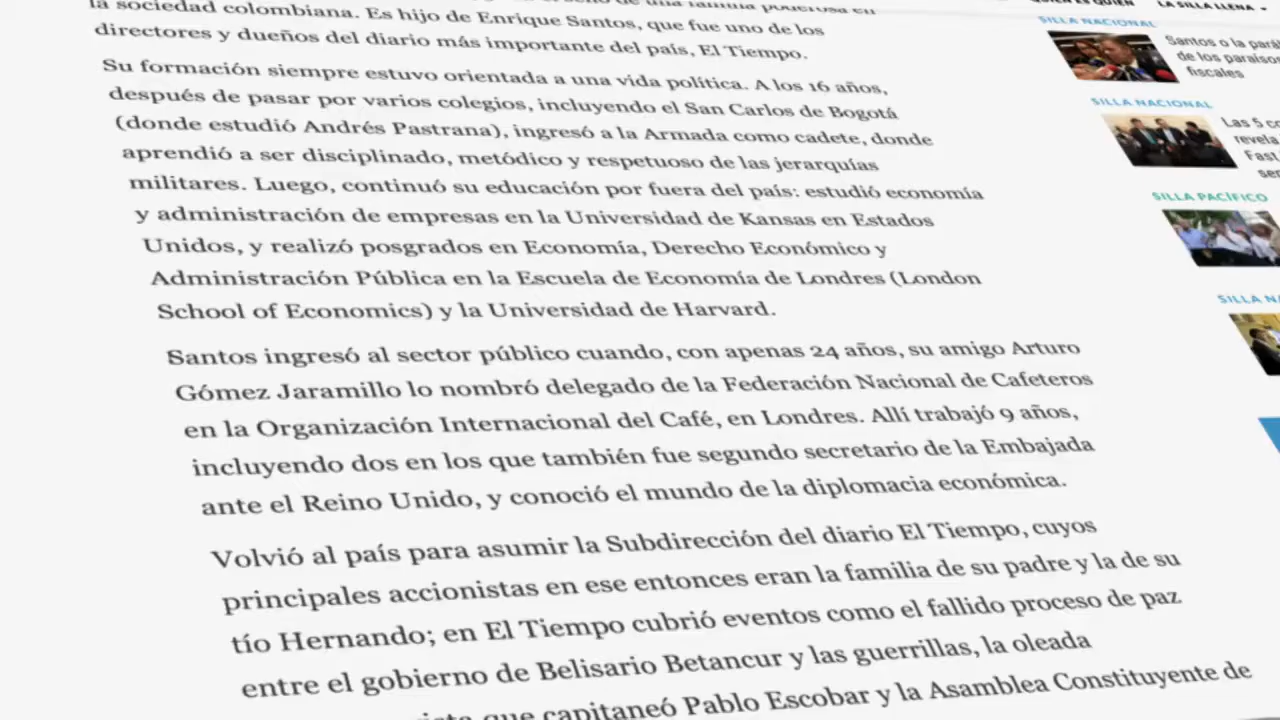 la sociedad colombiana. Es hijo de Enrique Santos, que fue uno de los
directores y dueños del diario más importante del país, El Tiempo.
Su formación siempre estuvo orientada a una vida política. A los 16 años,
después de pasar por varios colegios, incluyendo el San Carlos de Bogotá
(donde estudió Andrés Pastrana), ingresó a la Armada como cadete, donde
aprendió a ser disciplinado, metódico y respetuoso de las jerarquías
militares. Luego, continuó su educación por fuera del país: estudió economía
y administración de empresas en la Universidad de Kansas en Estados
Unidos, y realizó posgrados en Economía, Derecho Económico y
Administración Pública en la Escuela de Economía de Londres (London
School of Economics) y la Universidad de Harvard.
Santos ingresó al sector público cuando, con apenas 24 años, su amigo Arturo
Gómez Jaramillo lo nombró delegado de la Federación Nacional de Cafeteros
en la Organización Internacional del Café, en Londres. Allí trabajó 9 años,
incluyendo dos en los que también fue segundo secretario de la Embajada
ante el Reino Unido, y conoció el mundo de la diplomacia económica.
Volvió al país para asumir la Subdirección del diario El Tiempo, cuyos
principales accionistas en ese entonces eran la familia de su padre y la de su
tío Hernando; en El Tiempo cubrió eventos como el fallido proceso de paz
entre el gobierno de Belisario Betancur y las guerrillas, la oleada
que capitaneó Pablo Escobar y la Asamblea Constituyente de
LA SILLA LLENA
SILLA NACIONAL
Santos o la
de los
fiscales
SILLA NACIONAL
Las 5
revela
Fast
SILLA PACÍFICO
SILLA